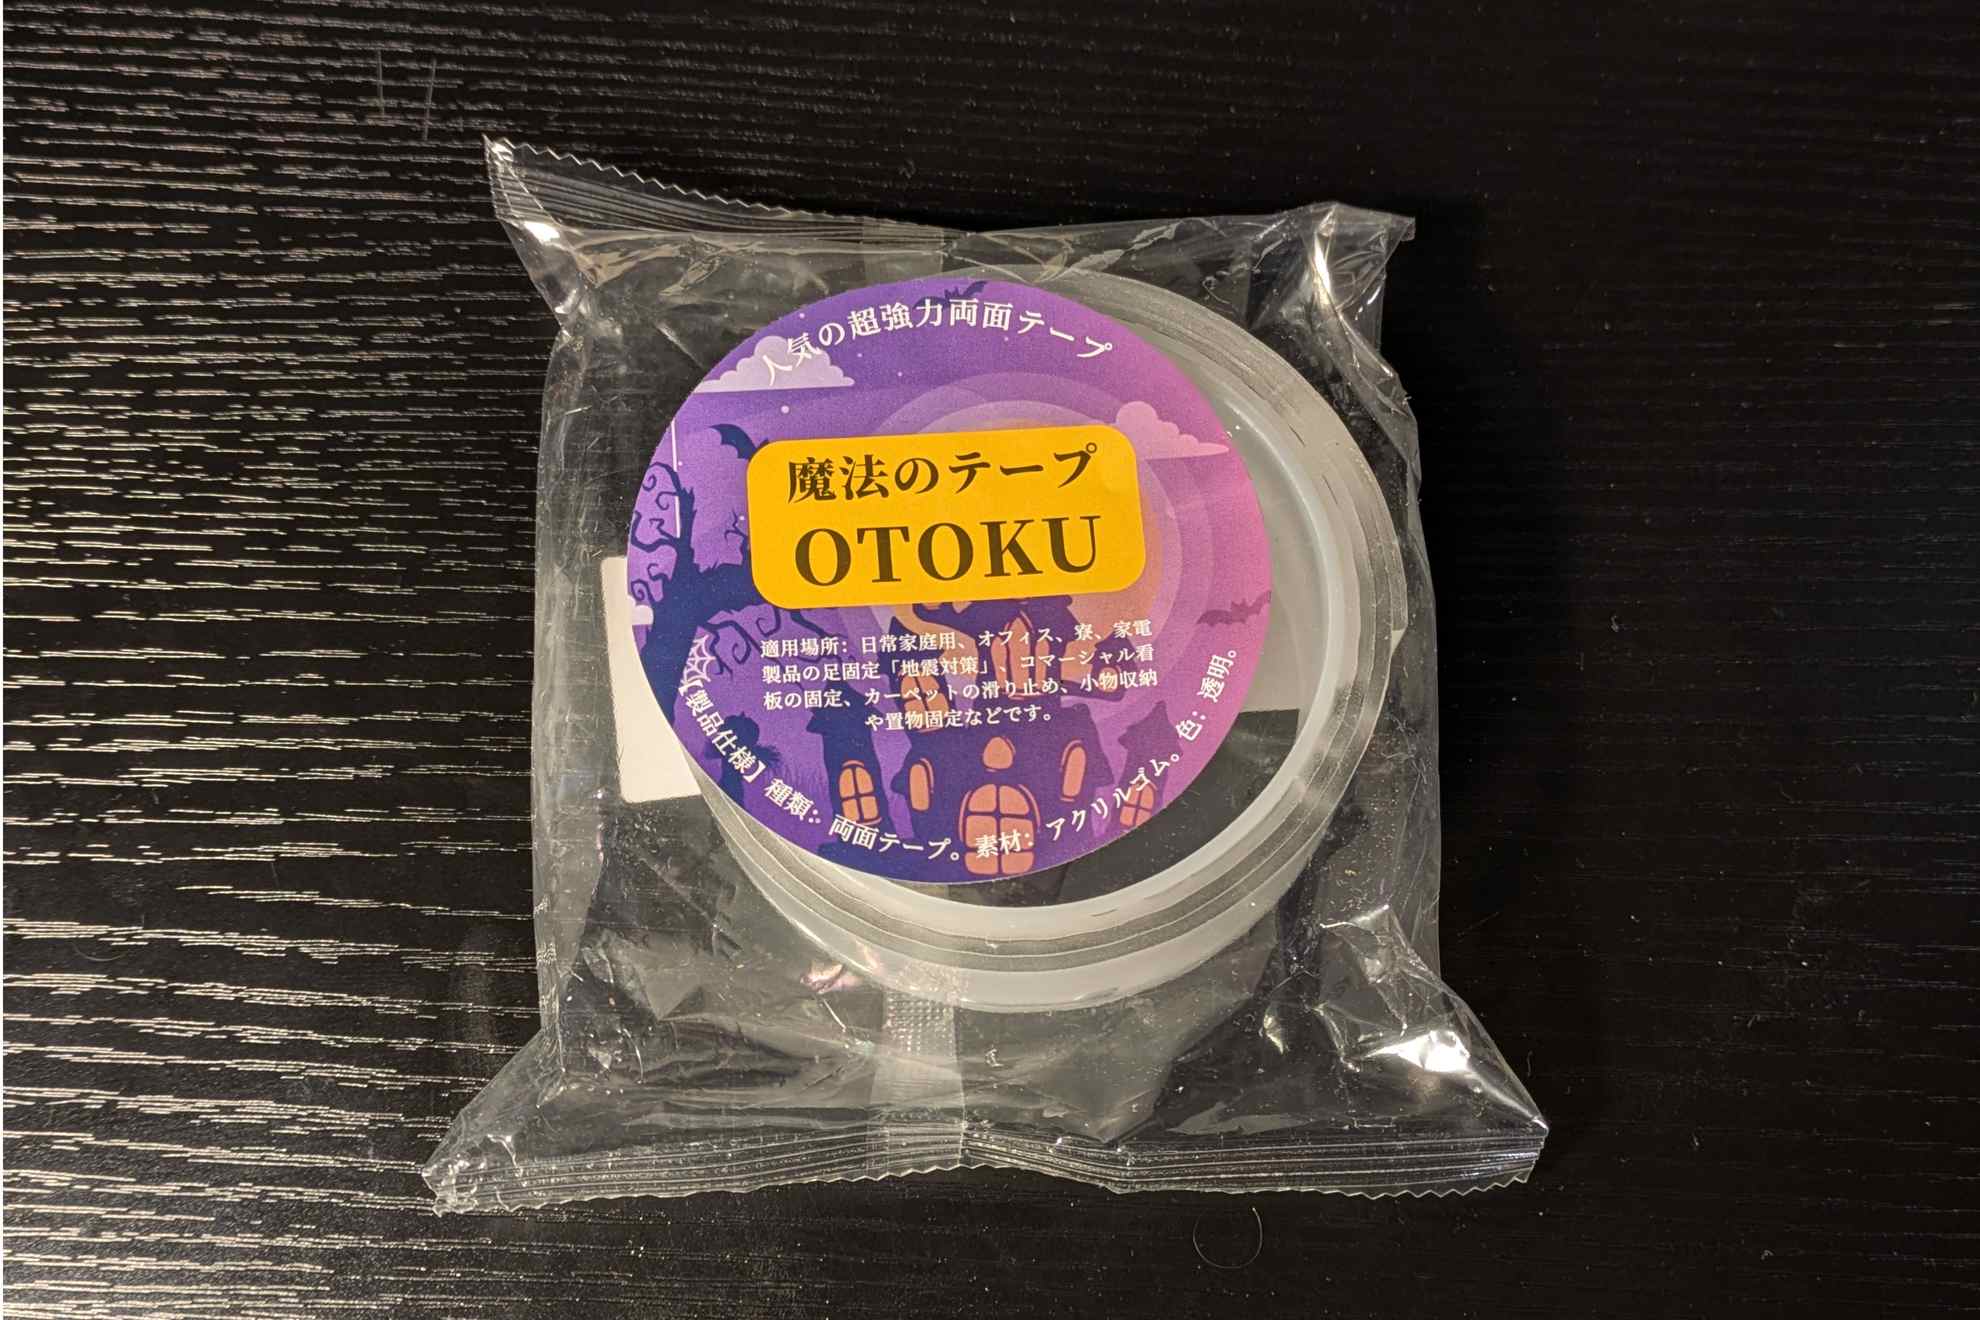 人気の超強力両面テープ
魔法のテープ
OTOKU
適用場所：日常家庭用、オフィス、寮、家電
製品の足固定「地震対策」、コマーシャル看
板の固定、カーペットの滑り止め、小物収納
や置物固定などです。
【製品仕様】種類：両面テープ。素材：アクリルゴム。色：透明。